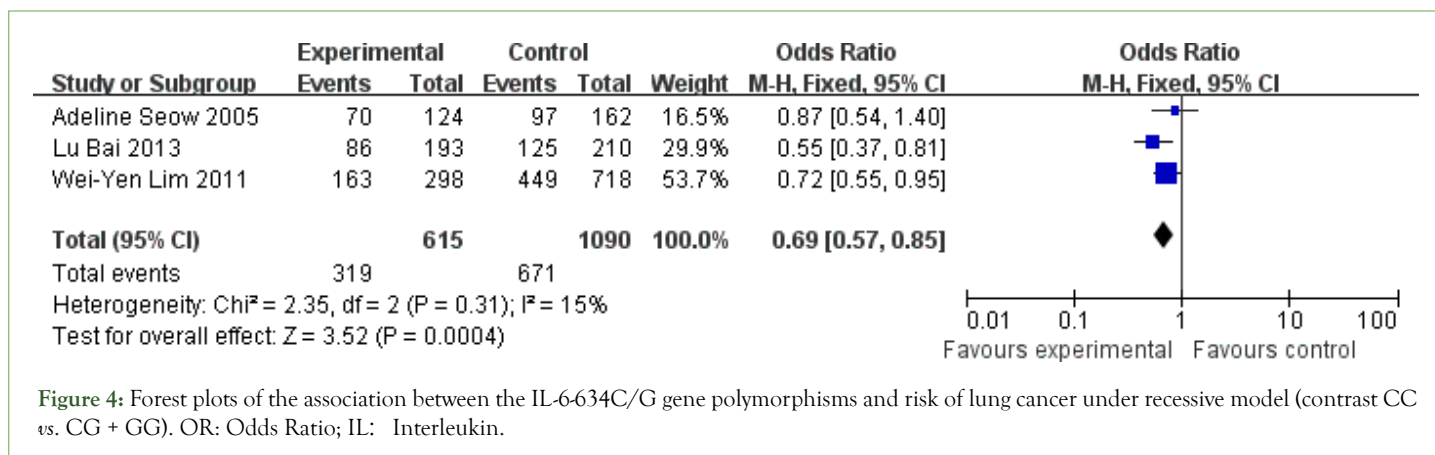 Experimental Control Odds Ratio Odds Ratio
Study or Subgroup Events Total Events Total Weight M-H, Fixed, 95% CI M-H, Fixed, 95% CI
Adeline Seow 2005 70 124 97 162 16.5% 0.87 [0.54, 1.40]
Lu Bai 2013 86 193 125 210 29.9% 0.55 [0.37, 0.81]
Wei-Yen Lim 2011 163 298 449 718 53.7% 0.72 [0.55, 0.95]
Total (95% CI) 615 1090 100.0% 0.69 [0.57, 0.85]
Total events 319 671
Heterogeneity: Chi² = 2.35, df = 2 (P = 0.31); I² = 15%
Test for overall effect: Z = 3.52 (P = 0.0004)
0.01 0.1 1 10 100
Favours experimental Favours control
Figure 4: Forest plots of the association between the IL-6-634C/G gene polymorphisms and risk of lung cancer under recessive model (contrast CC
vs. CG + GG). OR: Odds Ratio; IL: Interleukin.